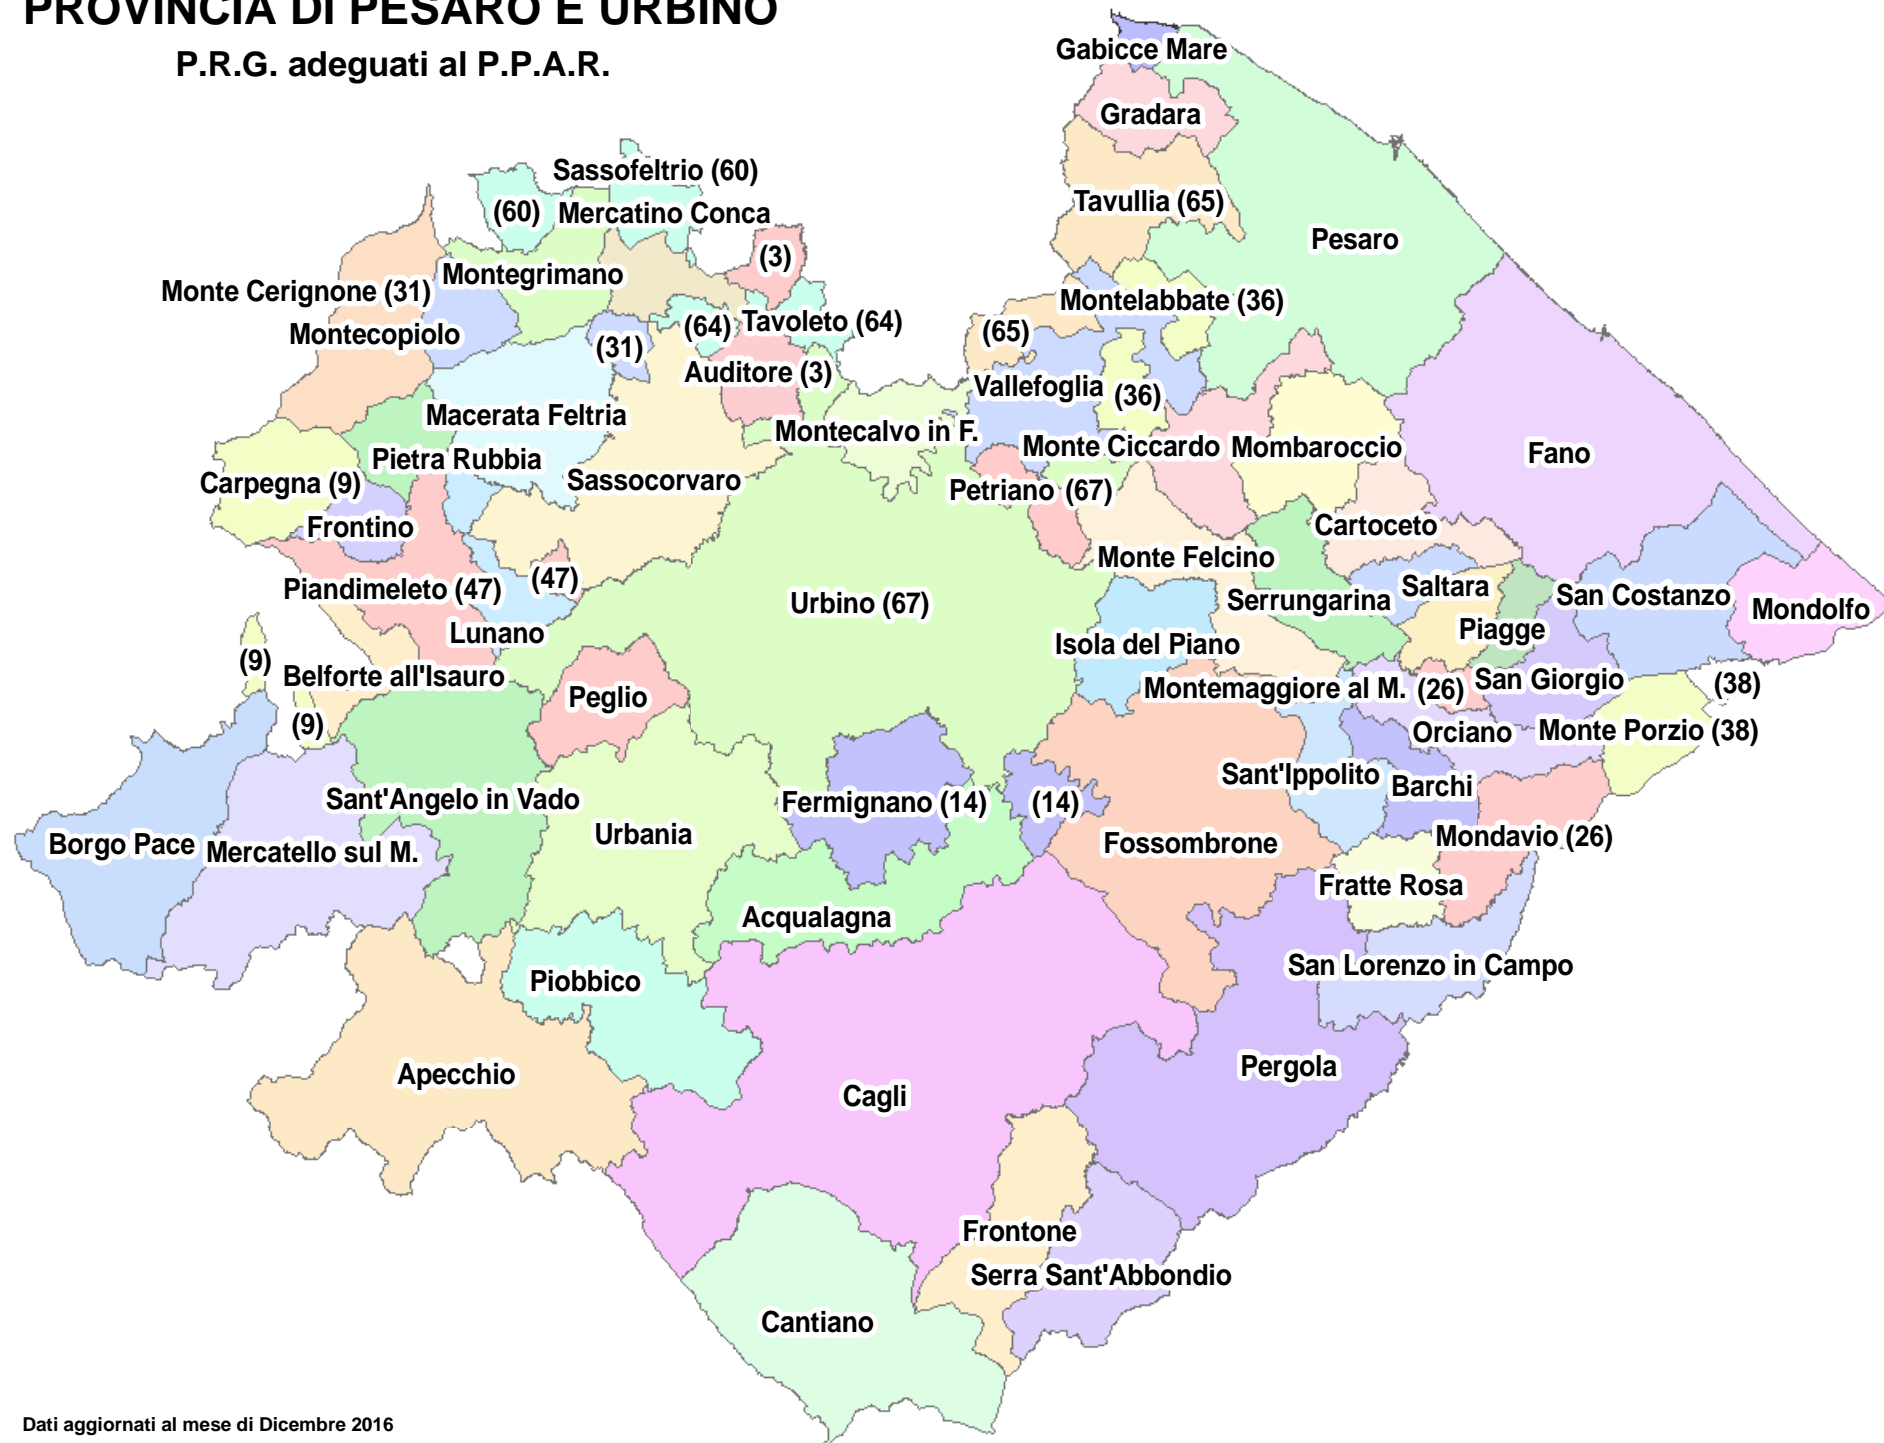 PROVINCIA DI PESARO E URBINO
P.R.G. adeguati al P.P.A.R.
Gabicce Mare
Gradara
Sassofeltrio (60)
(60)
Mercatino Conca
Tavullia (65)
Pesaro
(3)
Montegrimano
Monte Cerignone (31)
Montelabbate (36)
Montecopiolo
(31)
(64)
Tavoleto (64)
(65)
Auditore (3)
Vallefoglia
(36)
Macerata Feltria
Montecalvo in F.
Monte Ciccardo
Mombaroccio
Fano
Pietra Rubbia
Carpegna (9)
Sassocorvaro
Petriano (67)
Frontino
Cartoceto
Monte Felcino
Piandimeleto (47)
(47)
Urbino (67)
Serrungarina
Saltara
San Costanzo
Mondolfo
Lunano
Isola del Piano
Piagge
(9)
Belforte all'Isauro
Peglio
Montemaggiore al M.
(26)
San Giorgio
(38)
(9)
Orciano
Monte Porzio (38)
Sant'Ippolito
Barchi
Sant'Angelo in Vado
Fermignano (14)
(14)
Urbania
Borgo Pace
Mercatello sul M.
Fossombrone
Mondavio (26)
Fratte Rosa
Acqualagna
San Lorenzo in Campo
Piobbico
Apecchio
Cagli
Pergola
Frontone
Serra Sant'Abbondio
Cantiano
Dati aggiornati al mese di Dicembre 2016